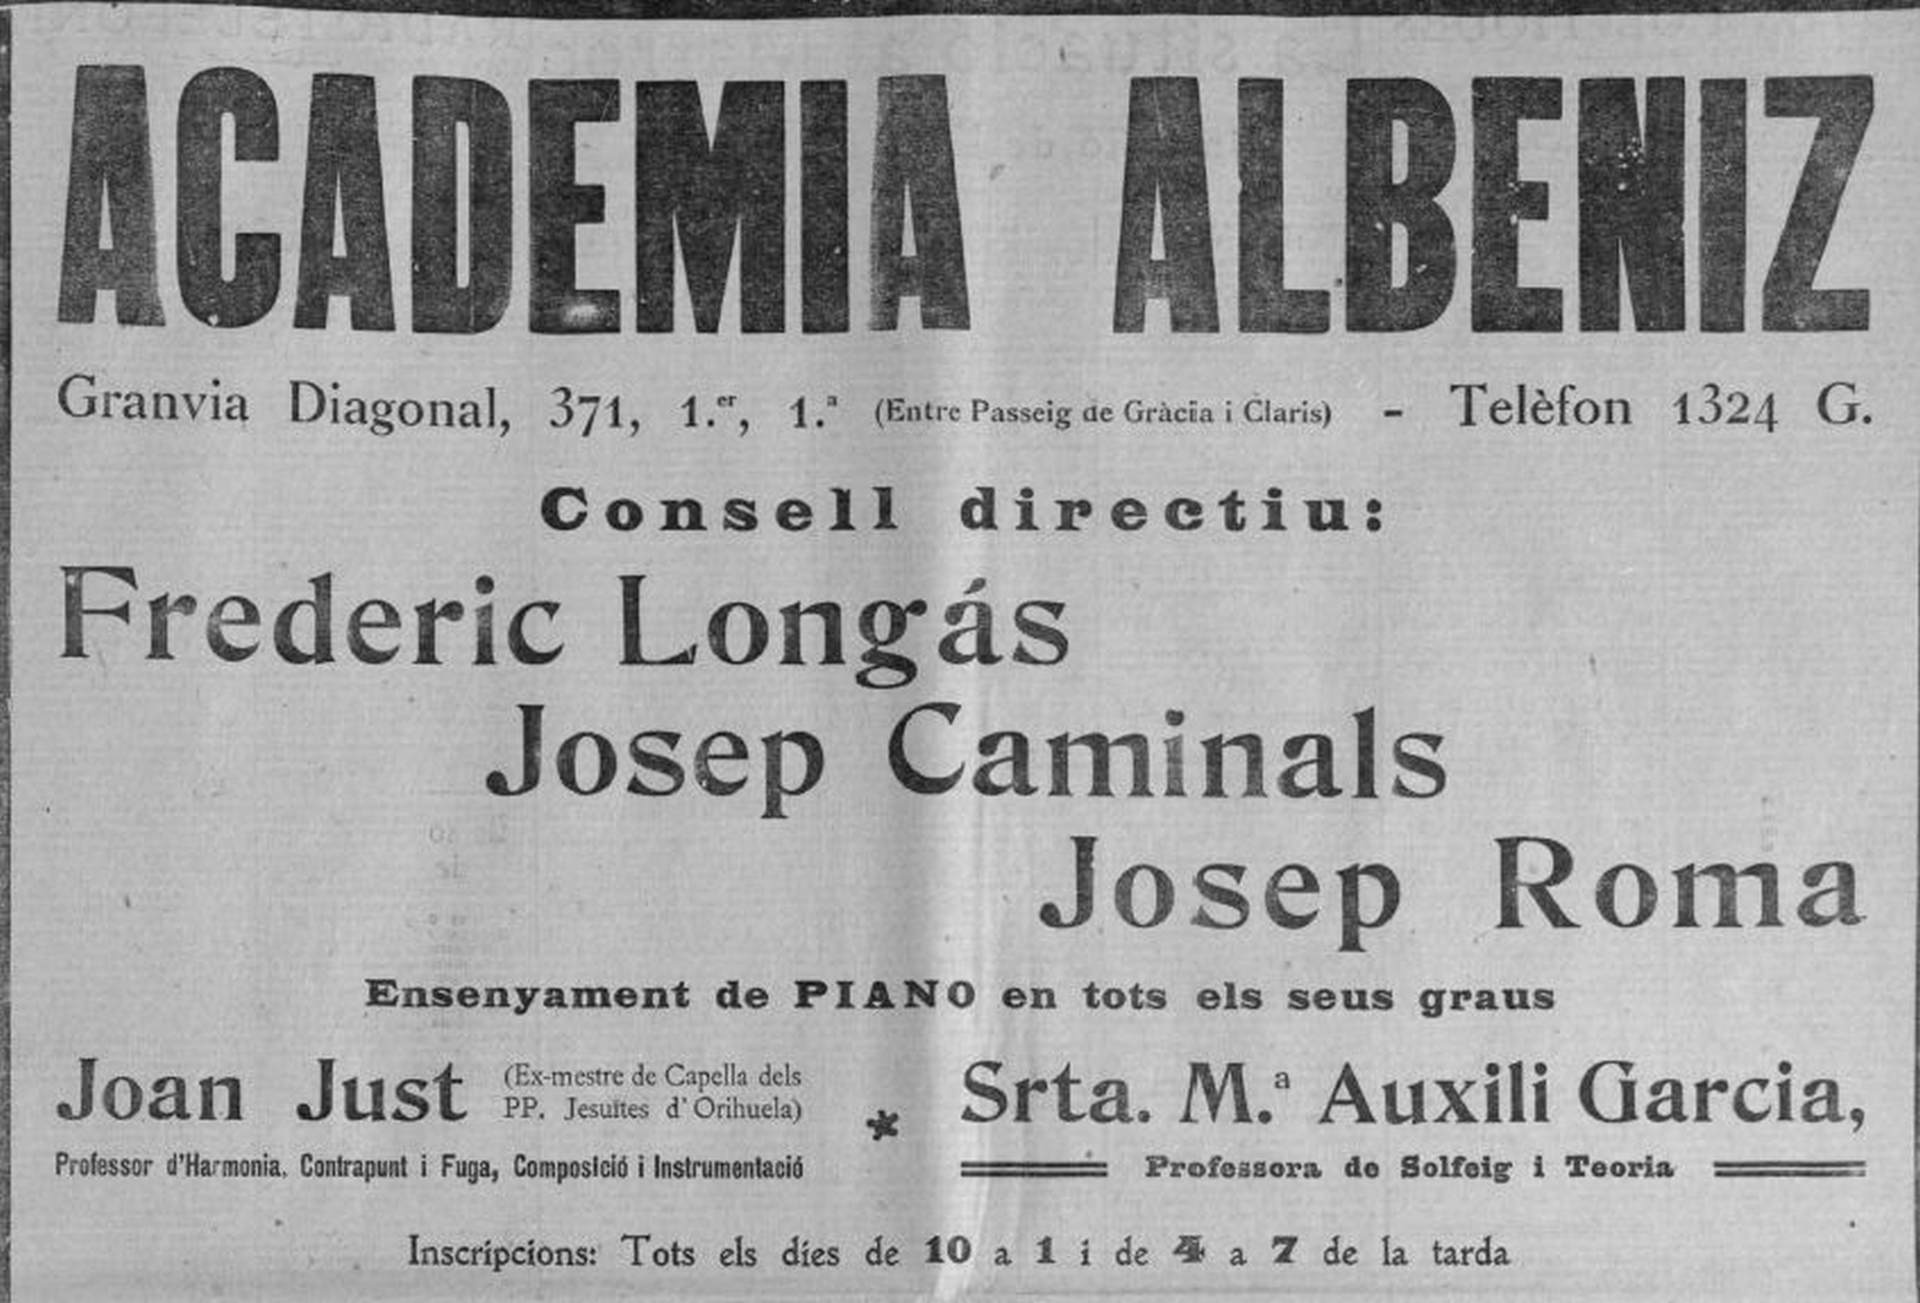 ACADEMIA ALBENIZ
Granvia Diagonal, 371, 1.er, 1.ª (Entre Passeig de Gràcia i Claris) - Telèfon 1324 G.
Consell directiu:
Frederic Longás
Josep Caminals
Josep Roma
Ensenyament de PIANO en tots els seus graus
Joan Just (Ex-mestre de Capella dels
PP. Jesuïtes d'Orihuela)
Professor d'Harmonia, Contrapunt i Fuga, Composició i Instrumentació
* Srta. M.ª Auxili Garcia,
Professora de Solfeig i Teoria
Inscripcions: Tots els dies de 10 a 1 i de 4 a 7 de la tarda